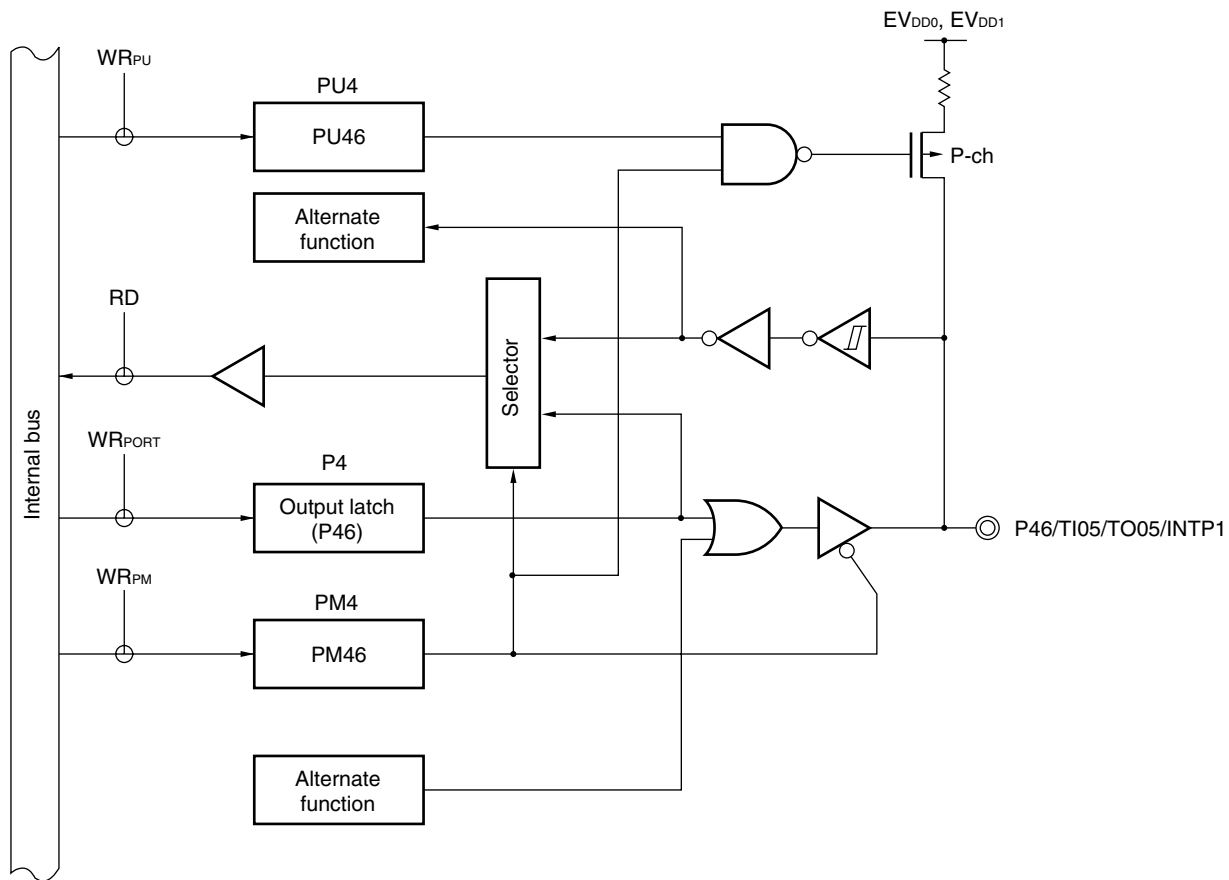 EVDD0, EVDD1
WRPU
PU4
PU46
P-ch
Alternate
function
RD
Selector
Internal bus
WRPORT
P4
Output latch
(P46)
P46/TI05/TO05/INTP1
WRPM
PM4
PM46
Alternate
function